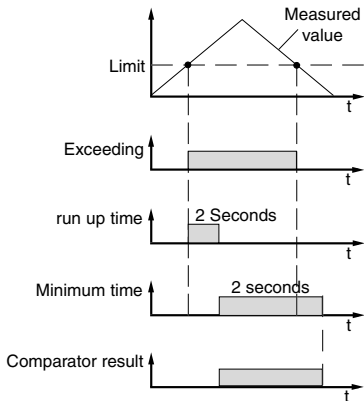 Measured
value
Limit
t
Exceeding
t
run up time
2 Seconds
t
Minimum time
2 seconds
t
Comparator result
t